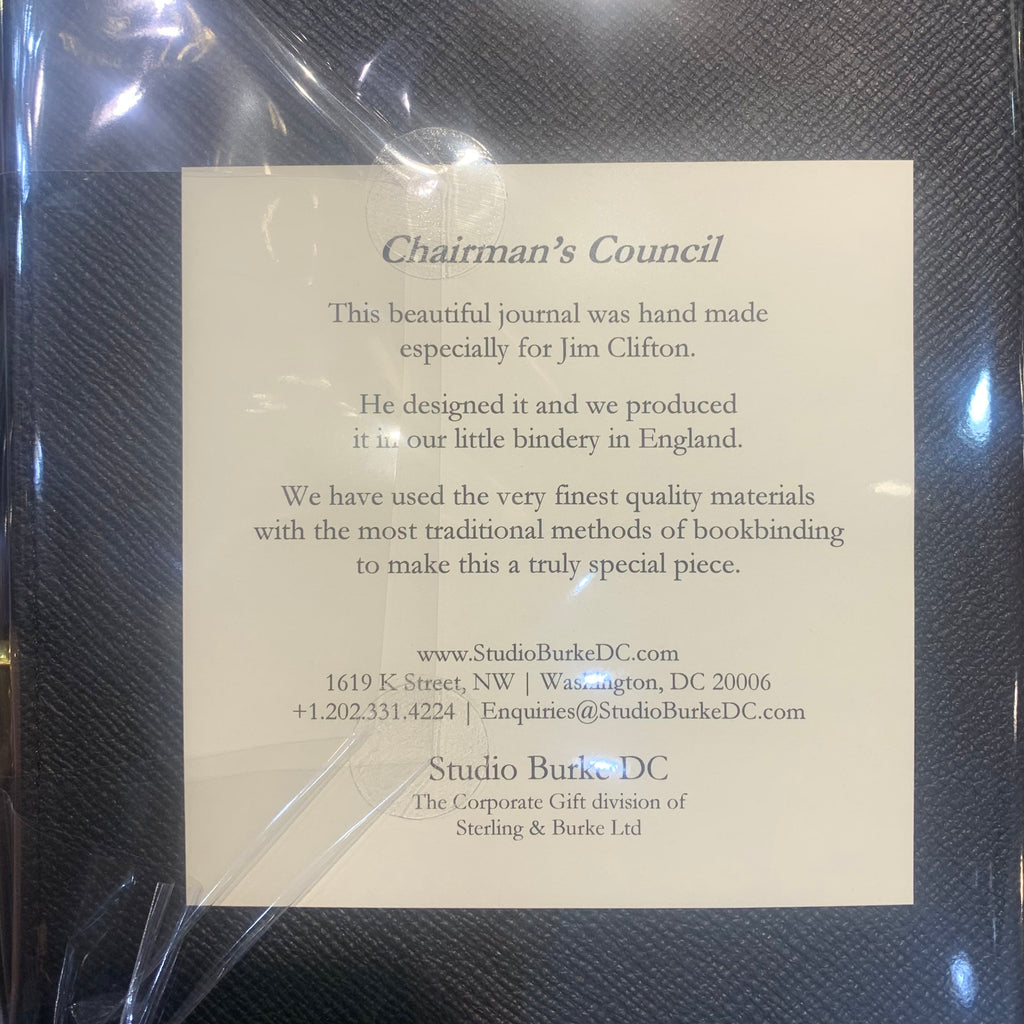 Chairman's Council
This beautiful journal was hand made
especially for Jim Clifton.
He designed it and we produced
it in our little bindery in England.
We have used the very finest quality materials
with the most traditional methods of bookbinding
to make this a truly special piece.
www.StudioBurkeDC.com
1619 K Street, NW | Washington, DC 20006
+1.202.331.4224 | Enquiries@StudioBurkeDC.com
Studio Burke DC
The Corporate Gift division of
Sterling & Burke Ltd